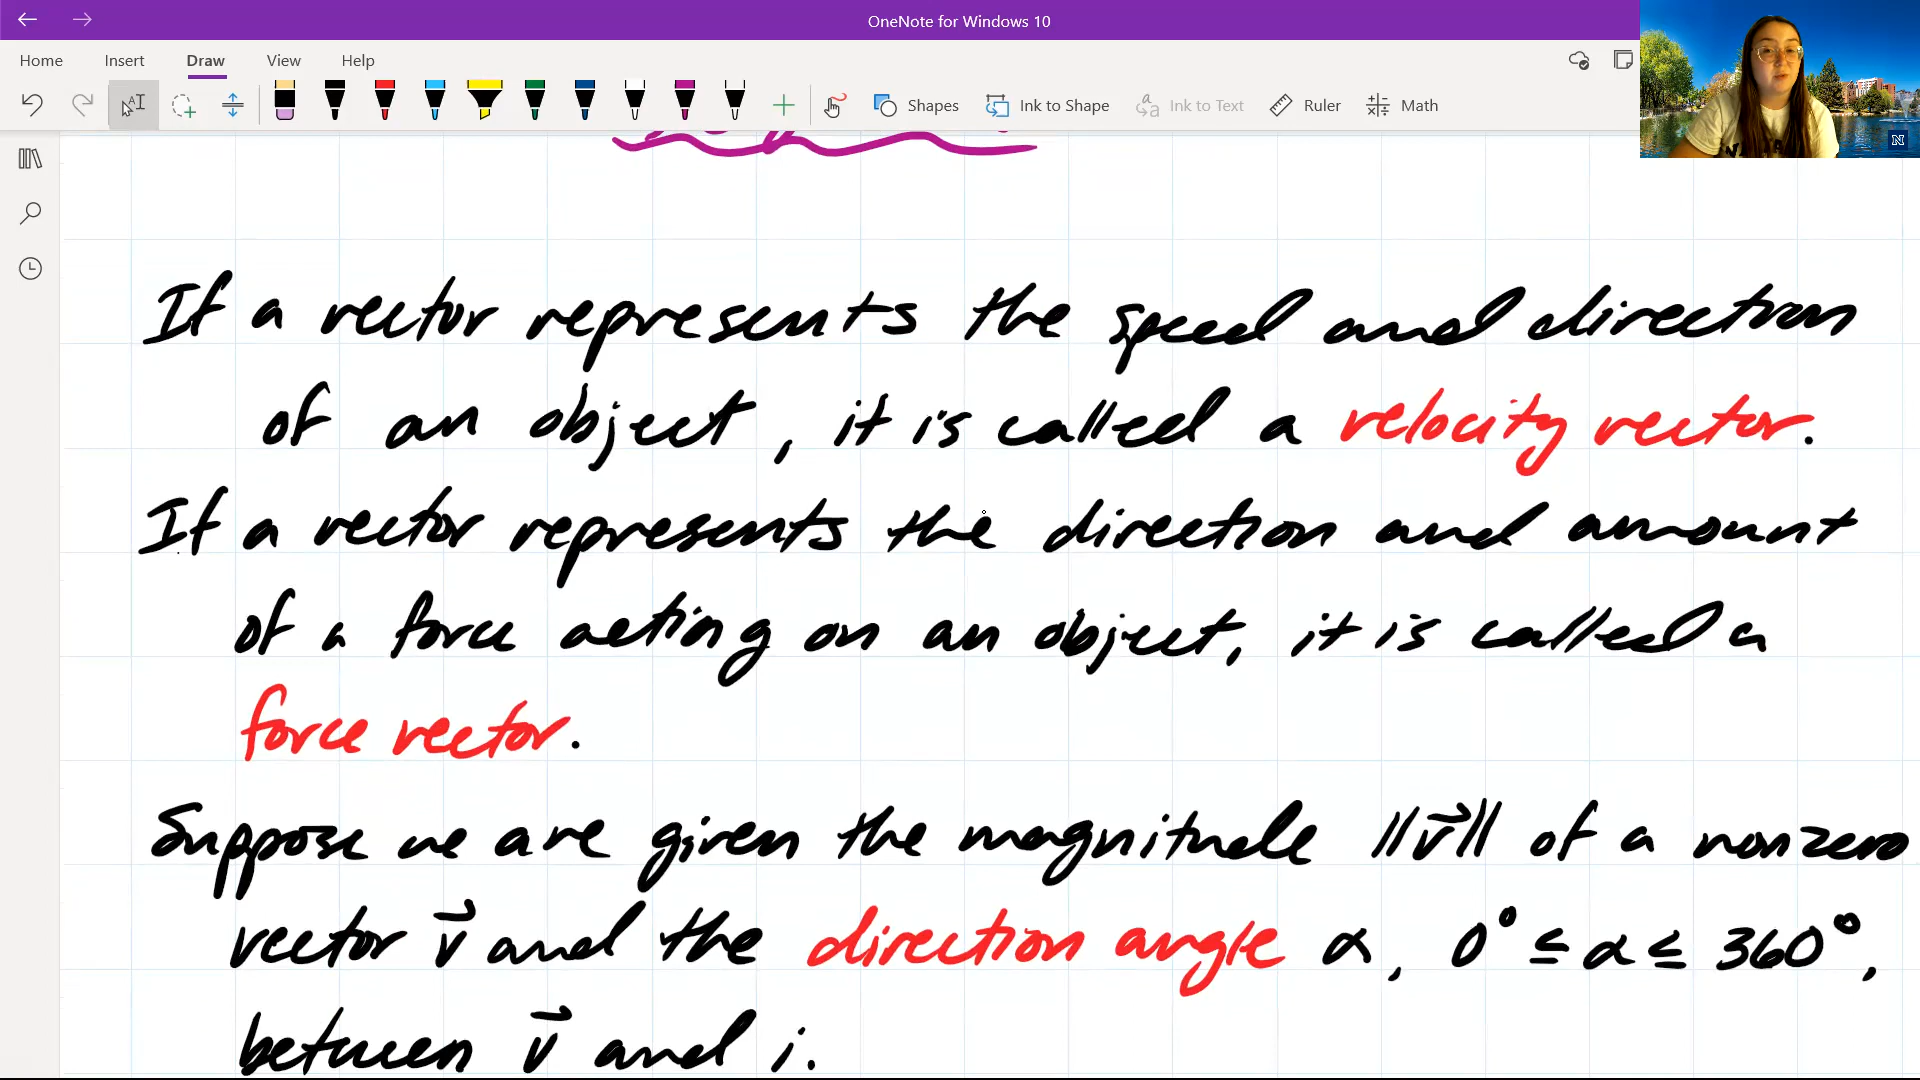 OneNote for Windows 10
Home Insert Draw View Help
Shapes Ink to Shape Ink to Text Ruler Math
N
If a vector represents the speed and direction
of an object, it is called a velocity vector.
If a vector represents the direction and amount
of a force acting on an object, it is called a
force vector.
Suppose we are given the magnitude ||v⃗|| of a nonzero
vector v⃗ and the direction angle α, 0° ≤ α ≤ 360°,
between v⃗ and i.